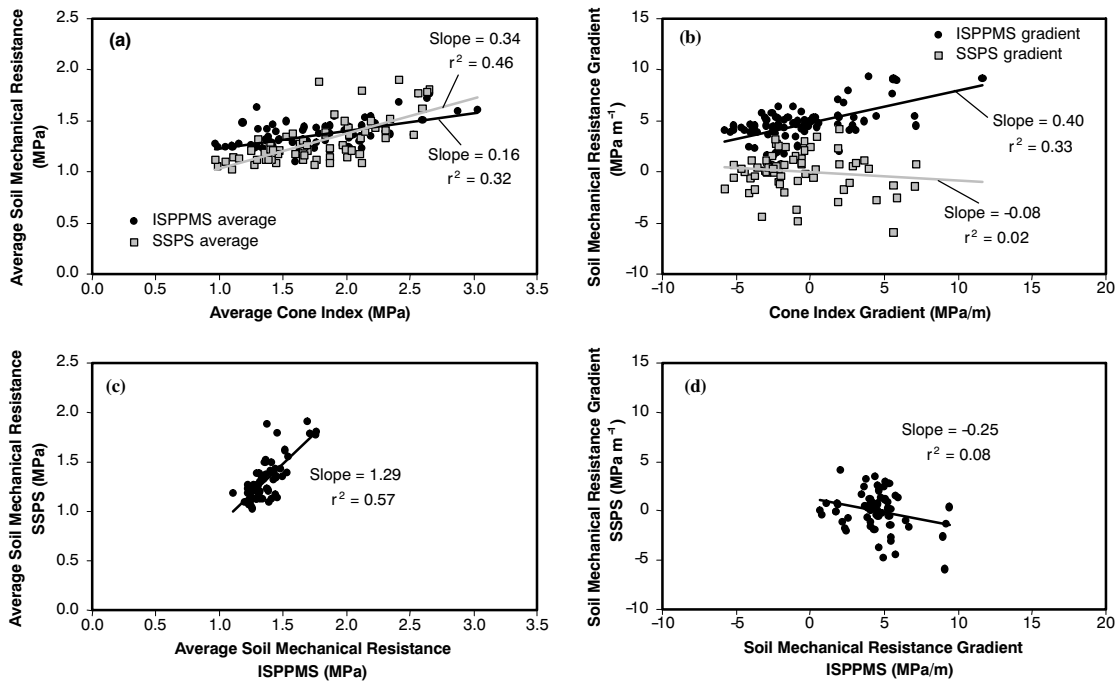 (a)
2.5
2.0
1.5
1.0
0.5
0.0
Average Soil Mechanical Resistance
(MPa)
Slope = 0.34
r² = 0.46
Slope = 0.16
r² = 0.32
ISPPMS average
SSPS average
0.0 0.5 1.0 1.5 2.0 2.5 3.0 3.5
Average Cone Index (MPa)
(b)
15
10
5
0
−5
−10
Soil Mechanical Resistance Gradient
(MPa m⁻¹)
ISPPMS gradient
SSPS gradient
Slope = 0.40
r² = 0.33
Slope = -0.08
r² = 0.02
−10 −5 0 5 10 15 20
Cone Index Gradient (MPa/m)
(c)
2.5
2.0
1.5
1.0
0.5
0.0
Average Soil Mechanical Resistance
SSPS (MPa)
Slope = 1.29
r² = 0.57
0.0 0.5 1.0 1.5 2.0 2.5 3.0 3.5
Average Soil Mechanical Resistance
ISPPMS (MPa)
(d)
15
10
5
0
−5
−10
Soil Mechanical Resistance Gradient
SSPS (MPa m⁻¹)
Slope = -0.25
r² = 0.08
−10 −5 0 5 10 15 20
Soil Mechanical Resistance Gradient
ISPPMS (MPa/m)